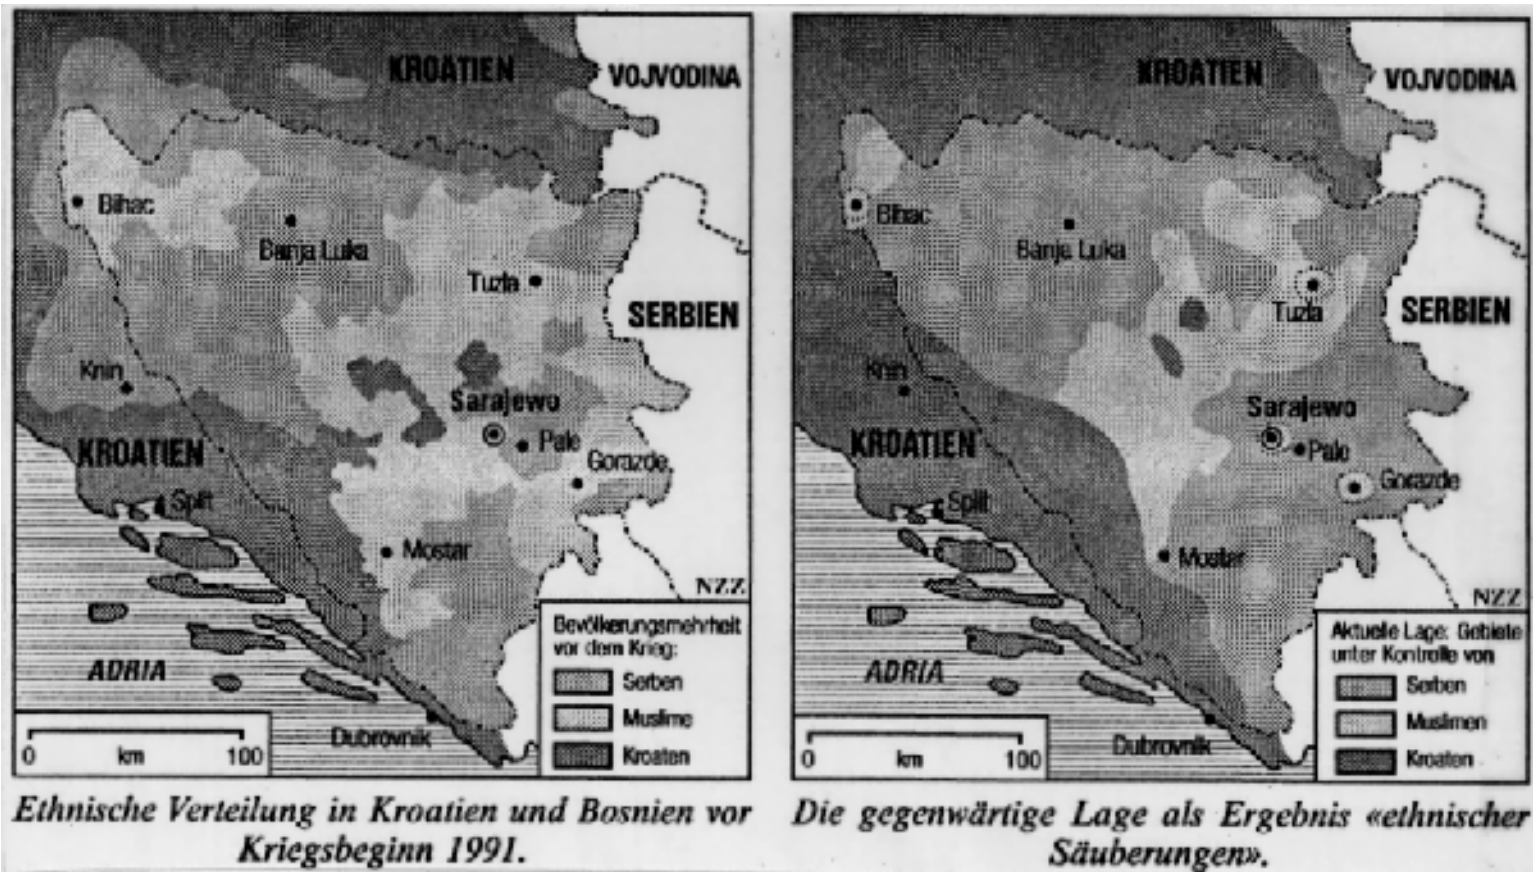 KROATIEN
VOJVODINA
Bihac
Banja Luka
Tuzla
SERBIEN
Knin
Sarajewo
Pale
Gorazde
KROATIEN
Split
Mostar
NZZ
ADRIA
Dubrovnik
Bevölkerungsmehrheit
vor dem Krieg:
Serben
Muslime
Kroaten
0 km 100
Ethnische Verteilung in Kroatien und Bosnien vor
Kriegsbeginn 1991.
KROATIEN
VOJVODINA
Bihac
Banja Luka
Tuzla
SERBIEN
Knin
Sarajewo
Pale
Gorazde
KROATIEN
Split
Mostar
NZZ
ADRIA
Dubrovnik
Aktuelle Lage: Gebiete
unter Kontrolle von
Serben
Muslimen
Kroaten
0 km 100
Die gegenwärtige Lage als Ergebnis «ethnischer
Säuberungen».